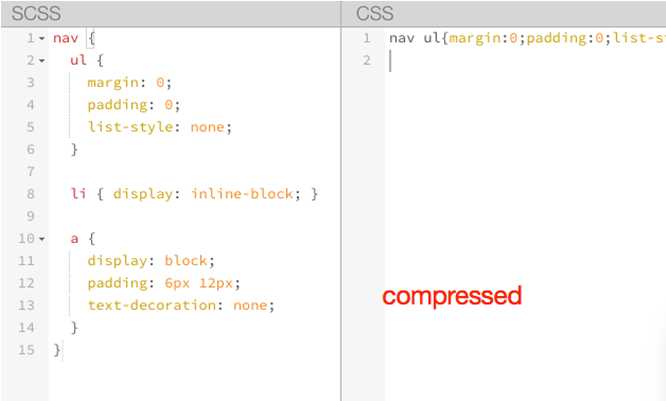 SCSS
1 nav {
2 ul {
3 margin: 0;
4 padding: 0;
5 list-style: none;
6 }
7
8 li { display: inline-block; }
9
10 a {
11 display: block;
12 padding: 6px 12px;
13 text-decoration: none;
14 }
15 }
CSS
1 nav ul{margin:0;padding:0;list-s
2
compressed